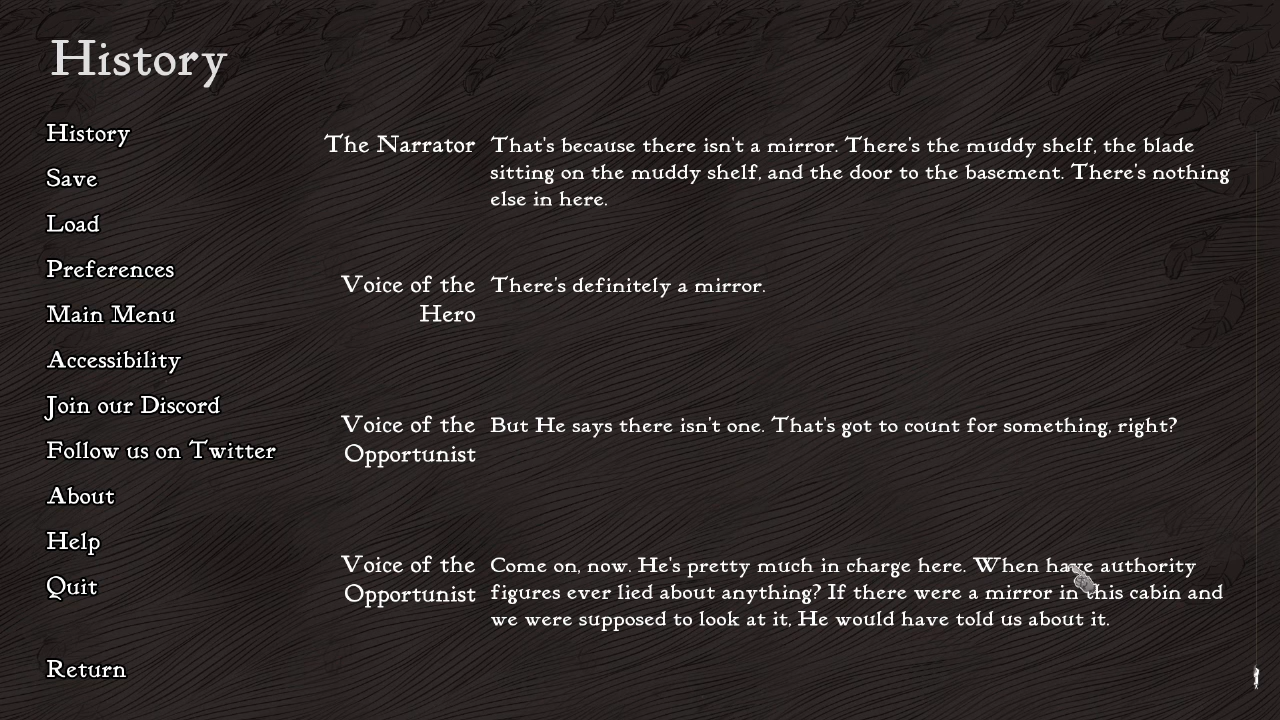 History
History
Save
Load
Preferences
Main Menu
Accessibility
Join our Discord
Follow us on Twitter
About
Help
Quit
Return
The Narrator
That's because there isn't a mirror. There's the muddy shelf, the blade
sitting on the muddy shelf, and the door to the basement. There's nothing
else in here.
Voice of the
Hero
There's definitely a mirror.
Voice of the
Opportunist
But He says there isn't one. That's got to count for something, right?
Voice of the
Opportunist
Come on, now. He's pretty much in charge here. When have authority
figures ever lied about anything? If there were a mirror in this cabin and
we were supposed to look at it, He would have told us about it.